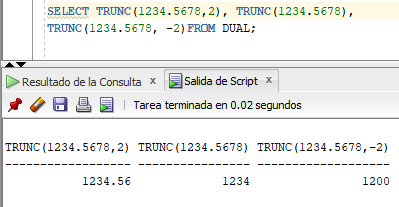 SELECT TRUNC(1234.5678,2), TRUNC(1234.5678),
TRUNC(1234.5678, -2)FROM DUAL;
Resultado de la Consulta x Salida de Script x
Tarea terminada en 0.02 segundos
TRUNC(1234.5678,2) TRUNC(1234.5678) TRUNC(1234.5678,-2)
------------------ ---------------- -------------------
1234.56 1234 1200